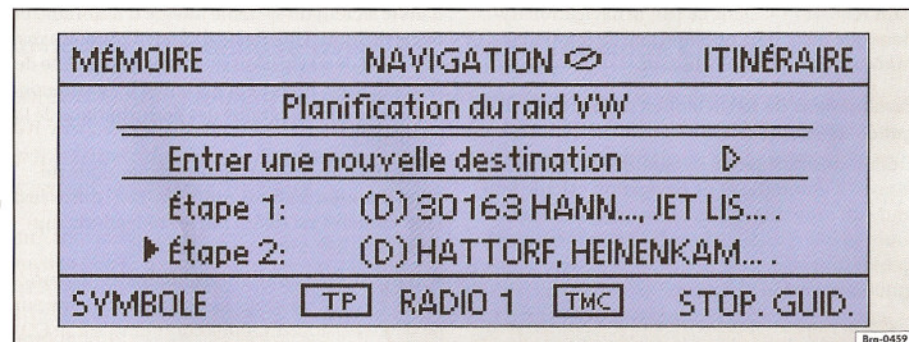 MÉMOIRE NAVIGATION ITINÉRAIRE
Planification du raid VW
Entrer une nouvelle destination
Étape 1: (D) 30163 HANN..., JET LIS... .
Étape 2: (D) HATTORF, HEINENKAM... .
SYMBOLE TP RADIO 1 TMC STOP. GUID.
Brq-0459